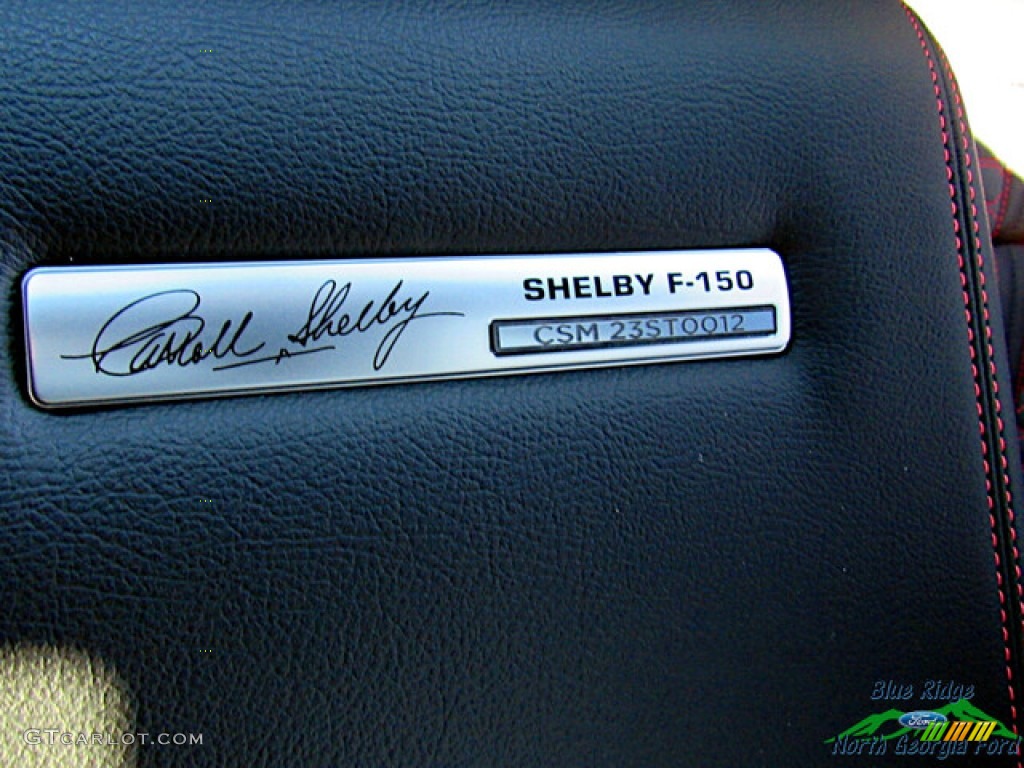 Carroll Shelby
SHELBY F-150
CSM 23ST0012
GTCARLOT.COM
Blue Ridge
Ford
North Georgia Ford